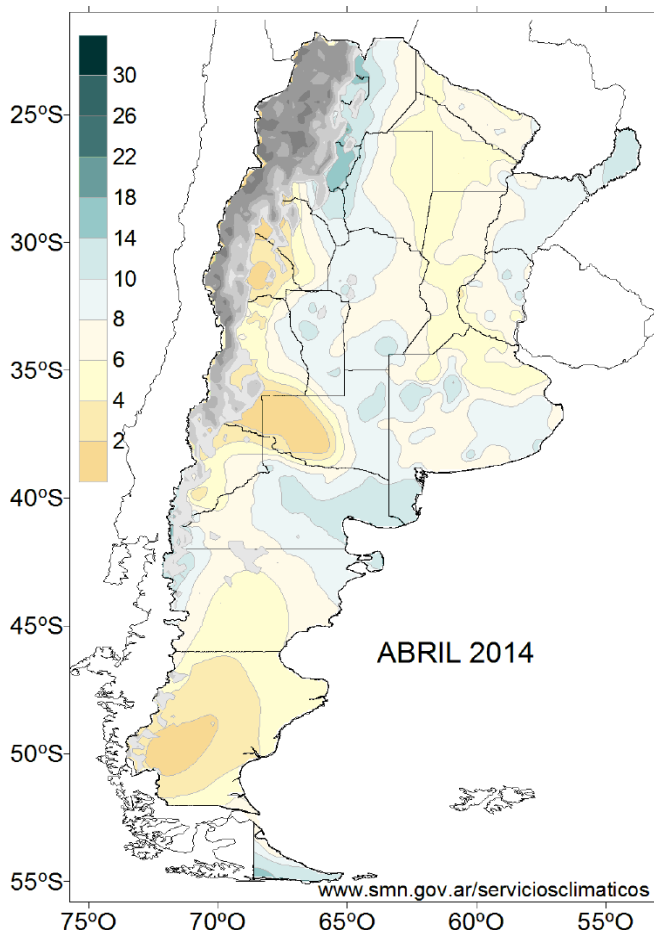 30
26
22
18
14
10
8
6
4
2
25ºS
30ºS
35ºS
40ºS
45ºS
50ºS
55ºS
ABRIL 2014
www.smn.gov.ar/serviciosclimaticos
75ºO 70ºO 65ºO 60ºO 55ºO